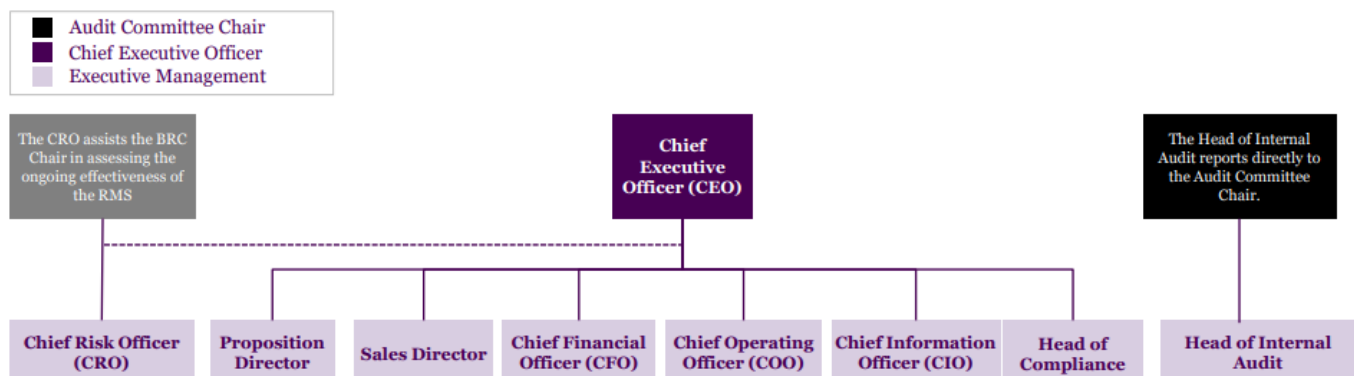 Audit Committee Chair
Chief Executive Officer
Executive Management
The CRO assists the BRC
Chair in assessing the
ongoing effectiveness of
the RMS
Chief
Executive
Officer (CEO)
The Head of Internal
Audit reports directly to
the Audit Committee
Chair.
Chief Risk Officer
(CRO)
Proposition
Director
Sales Director
Chief Financial
Officer (CFO)
Chief Operating
Officer (COO)
Chief Information
Officer (CIO)
Head of
Compliance
Head of Internal
Audit